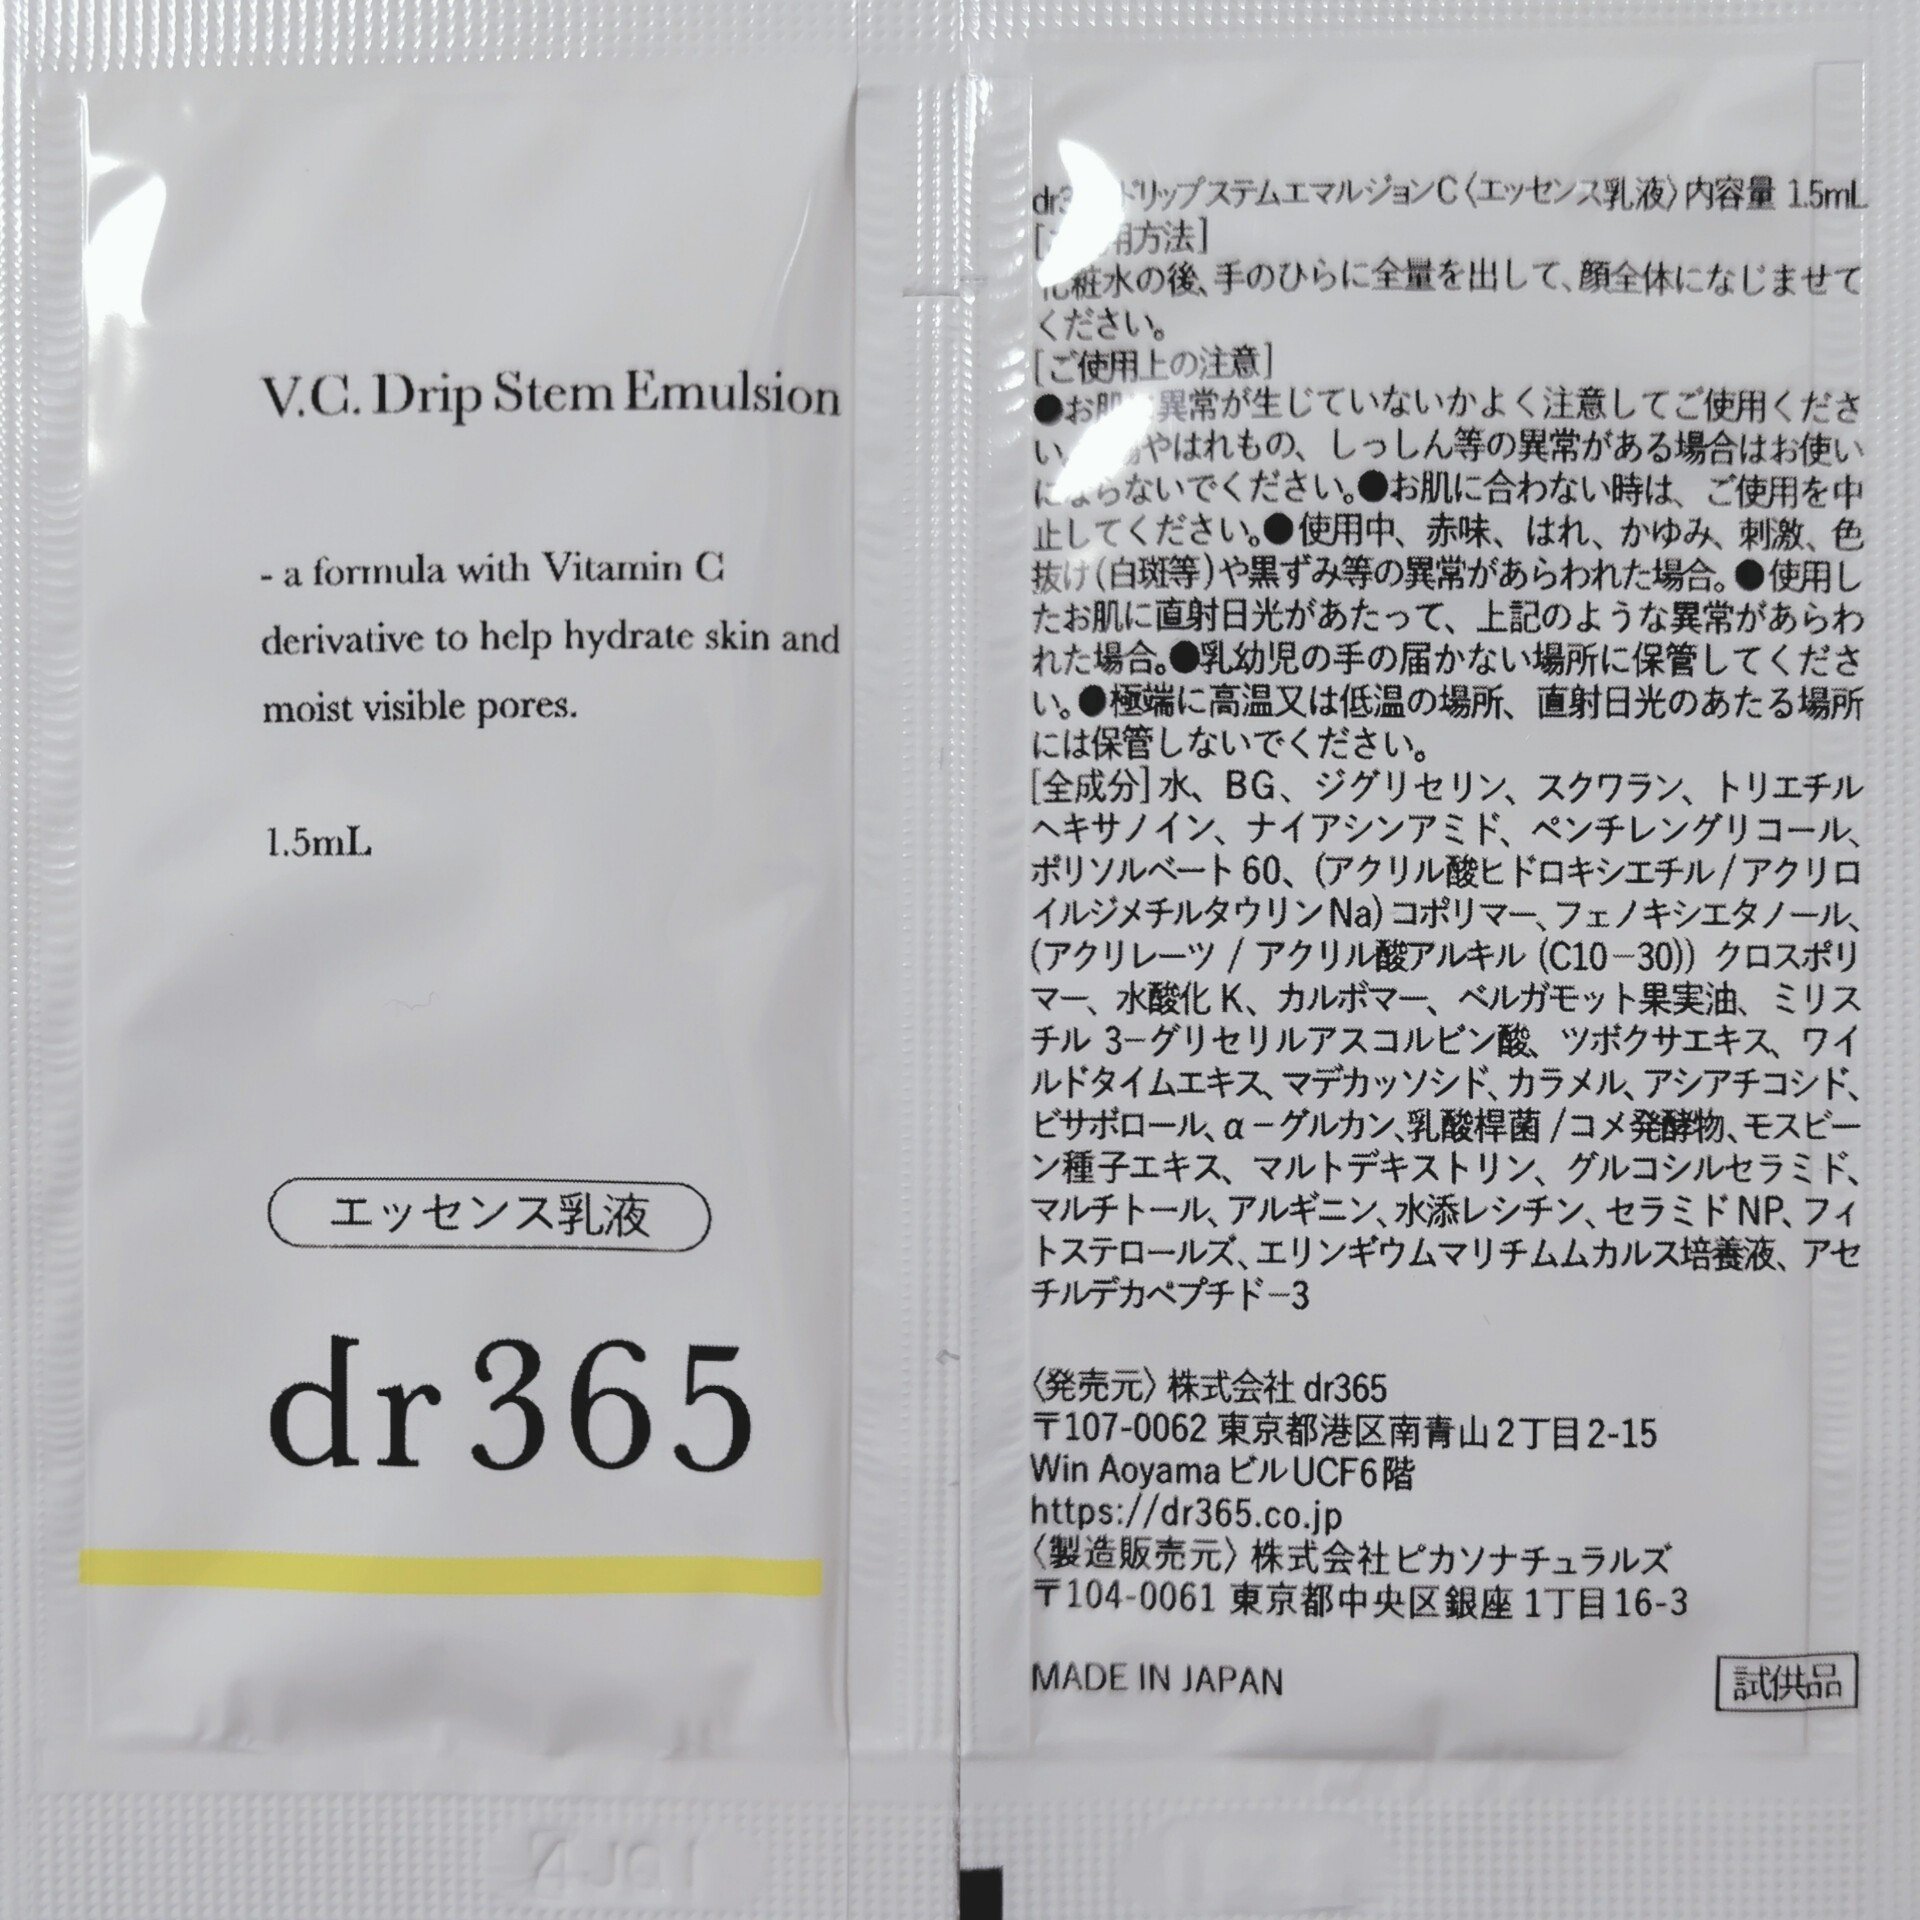 V.C. Drip Stem Emulsion
- a formula with Vitamin C
derivative to help hydrate skin and
moist visible pores.
1.5mL
エッセンス乳液
dr365
ドリップステムエマルジョンC〈エッセンス乳液〉内容量 1.5mL
用方法]
化粧水の後、手のひらに全量を出して、顔全体になじませて
ください。
[ご使用上の注意]
●お肌 異常が生じていないかよく注意してご使用くださ
い やはれもの、しっしん等の異常がある場合はお使い
にならないでください。●お肌に合わない時は、ご使用を中
止してください。●使用中、赤味、はれ、かゆみ、刺激、色
抜け(白斑等)や黒ずみ等の異常があらわれた場合。●使用し
たお肌に直射日光があたって、上記のような異常があらわ
れた場合。●乳幼児の手の届かない場所に保管してくださ
い。●極端に高温又は低温の場所、直射日光のあたる場所
には保管しないでください。
[全成分]水、BG、ジグリセリン、スクワラン、トリエチル
ヘキサノイン、ナイアシンアミド、ペンチレングリコール、
ポリソルベート60、(アクリル酸ヒドロキシエチル/アクリロ
イルジメチルタウリンNa)コポリマー、フェノキシエタノール、
(アクリレーツ / アクリル酸アルキル (C10-30)) クロスポリ
マー、水酸化K、カルボマー、ベルガモット果実油、ミリス
チル 3-グリセリルアスコルビン酸、ツボクサエキス、ワイ
ルドタイムエキス、マデカッソシド、カラメル、アシアチコシド、
ビサボロール、α-グルカン、乳酸桿菌/コメ発酵物、モスビー
ン種子エキス、マルトデキストリン、グルコシルセラミド、
マルチトール、アルギニン、水添レシチン、セラミドNP、フィ
トステロールズ、エリンギウムマリチムムカルス培養液、アセ
チルデカペプチド-3
〈発売元〉株式会社 dr365
〒107-0062 東京都港区南青山2丁目2-15
Win AoyamaビルUCF6階
https://dr365.co.jp
〈製造販売元〉株式会社ピカソナチュラルズ
〒104-0061 東京都中央区銀座1丁目16-3
MADE IN JAPAN
試供品